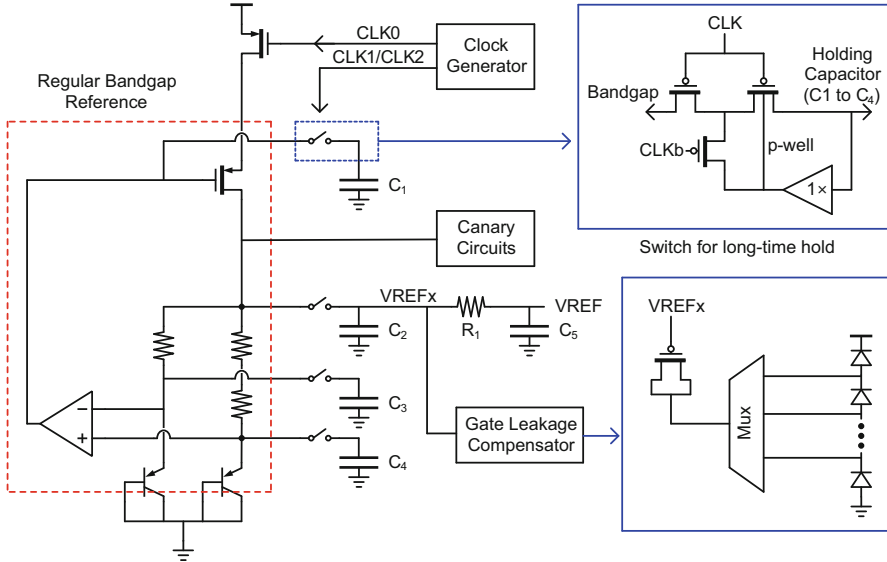 CLK0
CLK1/CLK2
Clock
Generator
Regular Bandgap
Reference
C1
Canary
Circuits
VREFx
VREF
R1
C2
C5
C3
C4
Gate Leakage
Compensator
−
+
CLK
Bandgap
Holding
Capacitor
(C1 to C4)
CLKb
p-well
1×
Switch for long-time hold
VREFx
Mux